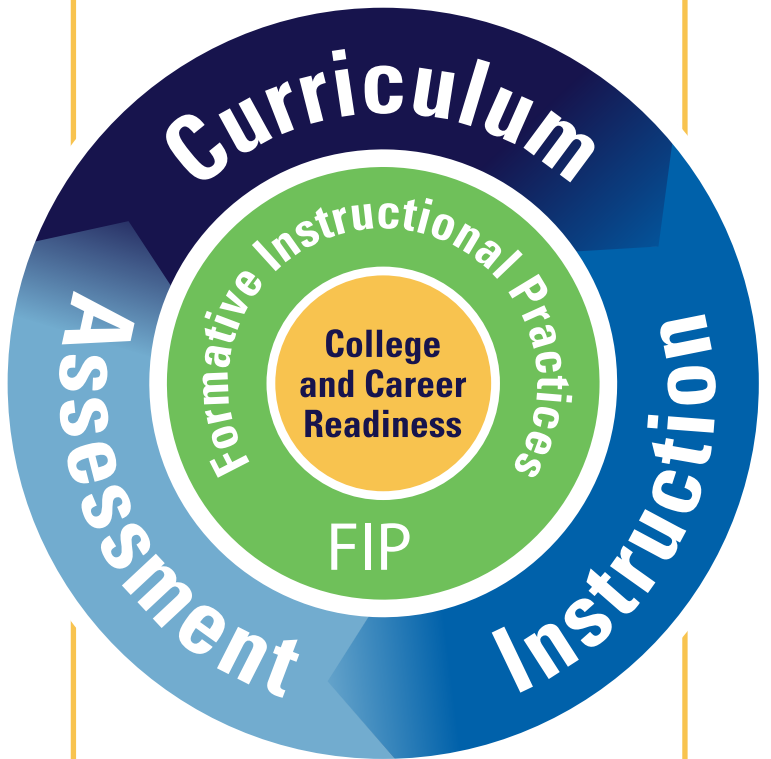 Curriculum
Instruction
Assessment
Formative Instructional Practices
FIP
College
and Career
Readiness